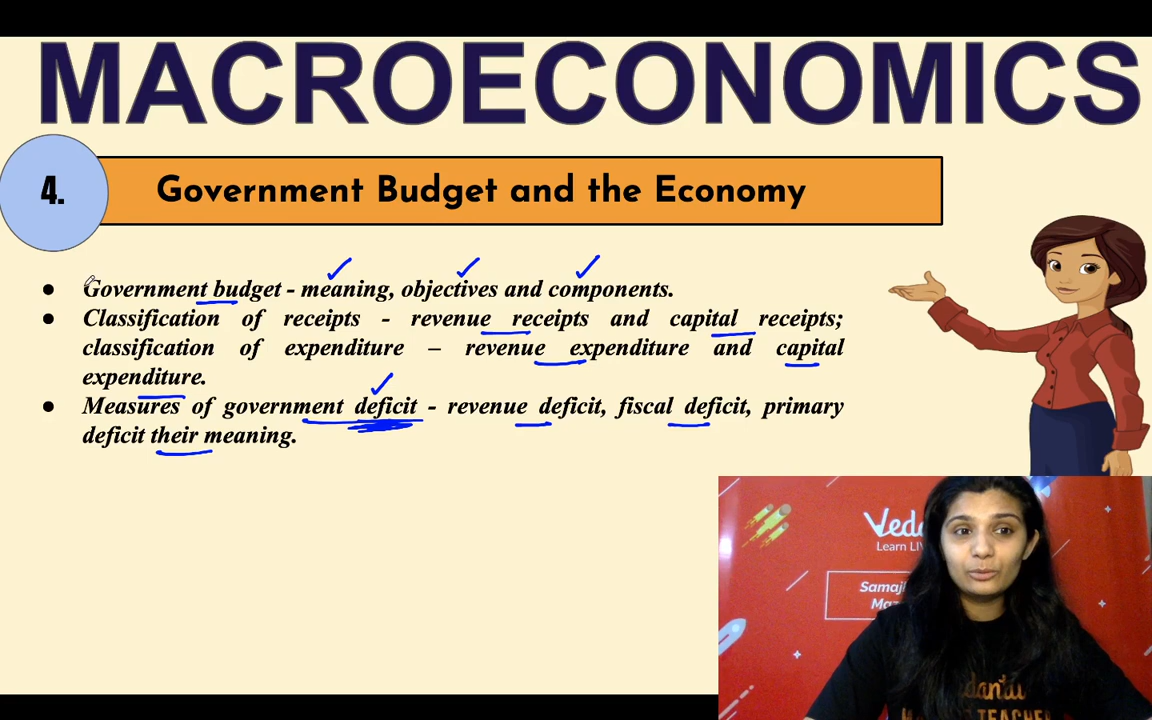 MACROECONOMICS
4.
Government Budget and the Economy
● Government budget - meaning, objectives and components.
● Classification of receipts - revenue receipts and capital receipts;
classification of expenditure – revenue expenditure and capital
expenditure.
● Measures of government deficit - revenue deficit, fiscal deficit, primary
deficit their meaning.
Learn